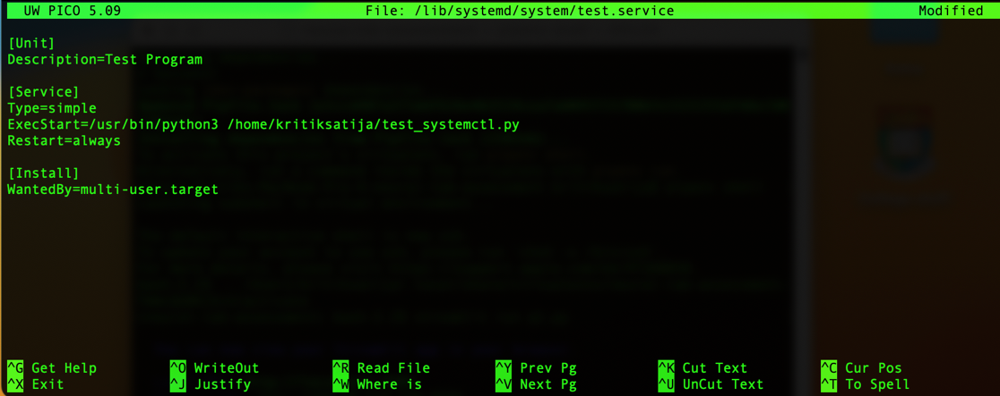 UW PICO 5.09 File: /lib/systemd/system/test.service Modified
[Unit]
Description=Test Program
[Service]
Type=simple
ExecStart=/usr/bin/python3 /home/kritiksatija/test_systemctl.py
Restart=always
[Install]
WantedBy=multi-user.target
^G Get Help ^O WriteOut ^R Read File ^Y Prev Pg ^K Cut Text ^C Cur Pos
^X Exit ^J Justify ^W Where is ^V Next Pg ^U UnCut Text ^T To Spell